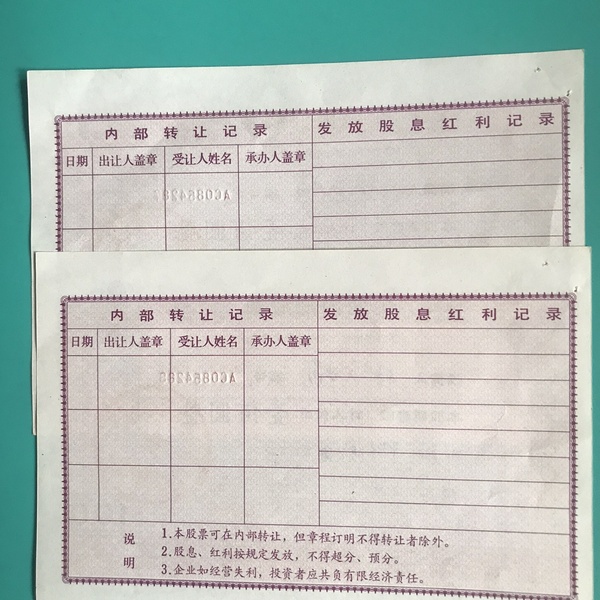 内部转让记录 发放股息红利记录
日期 出让人盖章 受让人姓名 承办人盖章
内部转让记录 发放股息红利记录
日期 出让人盖章 受让人姓名 承办人盖章
说明
1.本股票可在内部转让，但章程订明不得转让者除外。
2.股息、红利按规定发放，不得超分、预分。
3.企业如经营失利，投资者应共负有限经济责任。